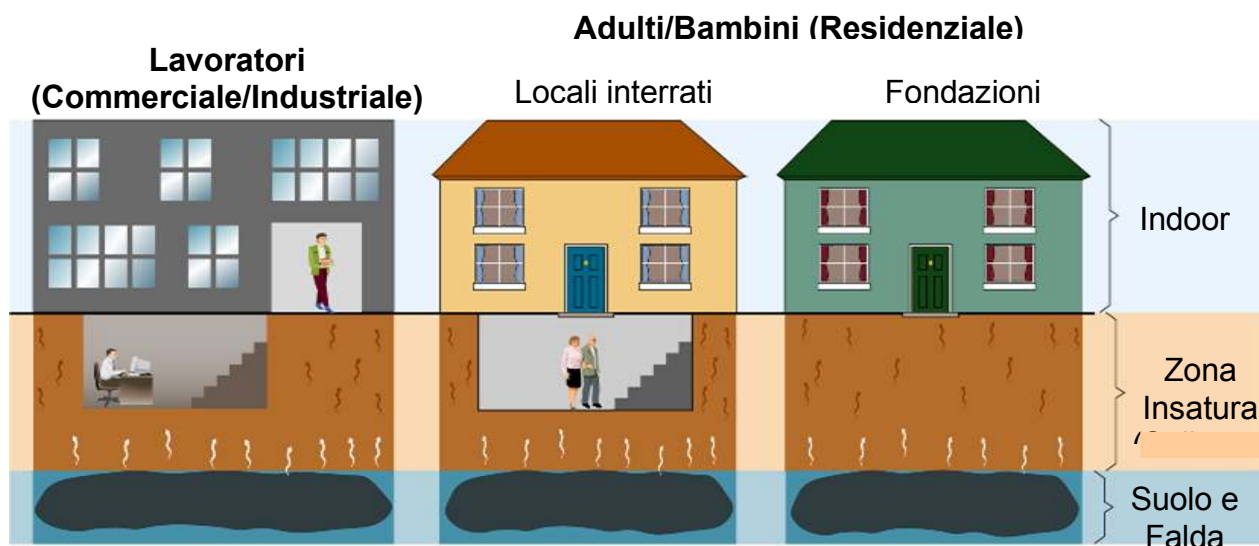 Adulti/Bambini (Residenziale)
Lavoratori
(Commerciale/Industriale)
Locali interrati
Fondazioni
Indoor
Zona
Insatura
Suolo e
Falda